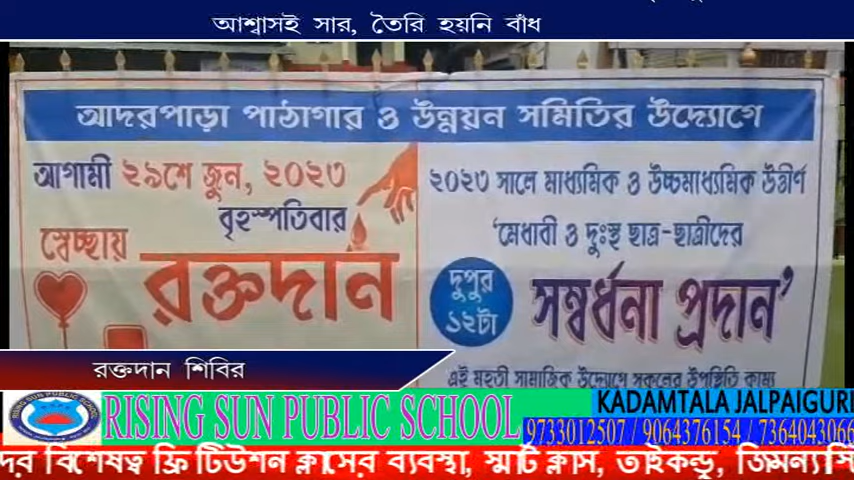 আশ্বাসই সার, তৈরি হয়নি বাঁধ
আদরপাড়া পাঠাগার ও উন্নয়ন সমিতির উদ্যোগে
আগামী ২৯শে জুন, ২০২৩
বৃহস্পতিবার
স্বেচ্ছায়
রক্তদান
২০২৩ সালে মাধ্যমিক ও উচ্চমাধ্যমিক উত্তীর্ণ
'মেধাবী ও দুঃস্থ ছাত্র-ছাত্রীদের
দুপুর
১২টা
সম্বর্ধনা প্রদান'
এই মহতী সামাজিক উদ্যোগে সকলের উপস্থিতি কাম্য
রক্তদান শিবির
RISING SUN PUBLIC SCHOOL
KADAMTALA JALPAIGURI
9733012507 / 9064376154 / 7364043066
বিশেষত্ব ফ্রি টিউশন ক্লাসের ব্যবস্থা, স্মার্ট ক্লাস, তাইকন্ডু,